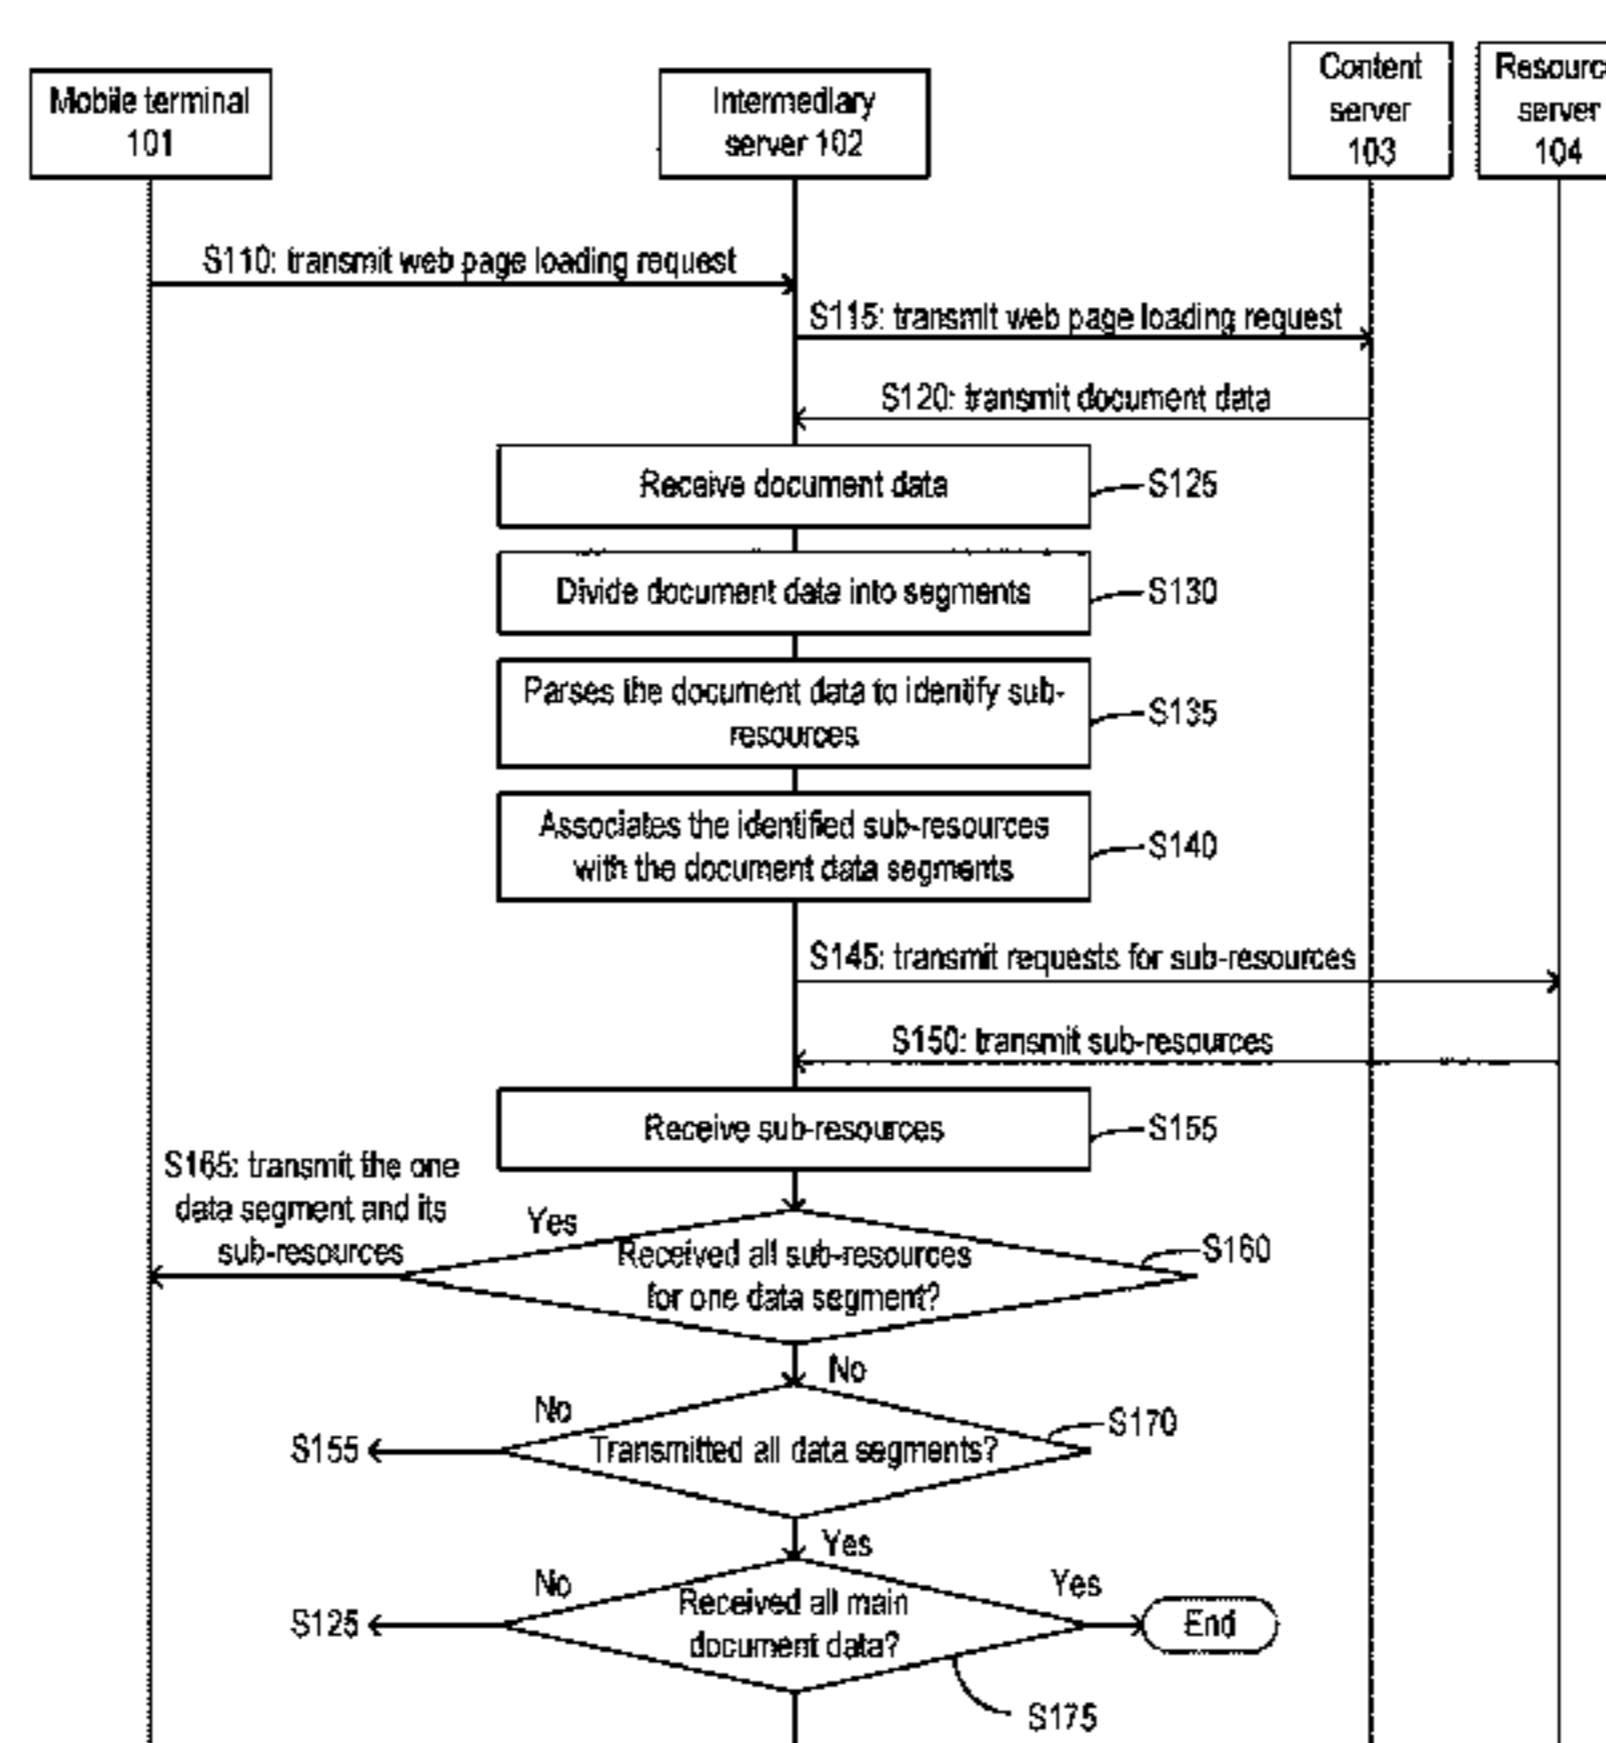 Mobile terminal
101
Intermediary
server 102
Content
server
103
Resourc
server
104
S110: transmit web page loading request
S115: transmit web page loading request
S120: transmit document data
Receive document data
S125
Divide document data into segments
S130
Parses the document data to identify sub-
resources
S135
Associates the identified sub-resources
with the document data segments
S140
S145: transmit requests for sub-resources
S150: transmit sub-resources
Receive sub-resources
S155
S165: transmit the one
data segment and its
sub-resources
Yes
Received all sub-resources
for one data segment?
S160
No
No
Transmitted all data segments?
S170
S155
Yes
No
Received all main
document data?
Yes
S125
End
S175